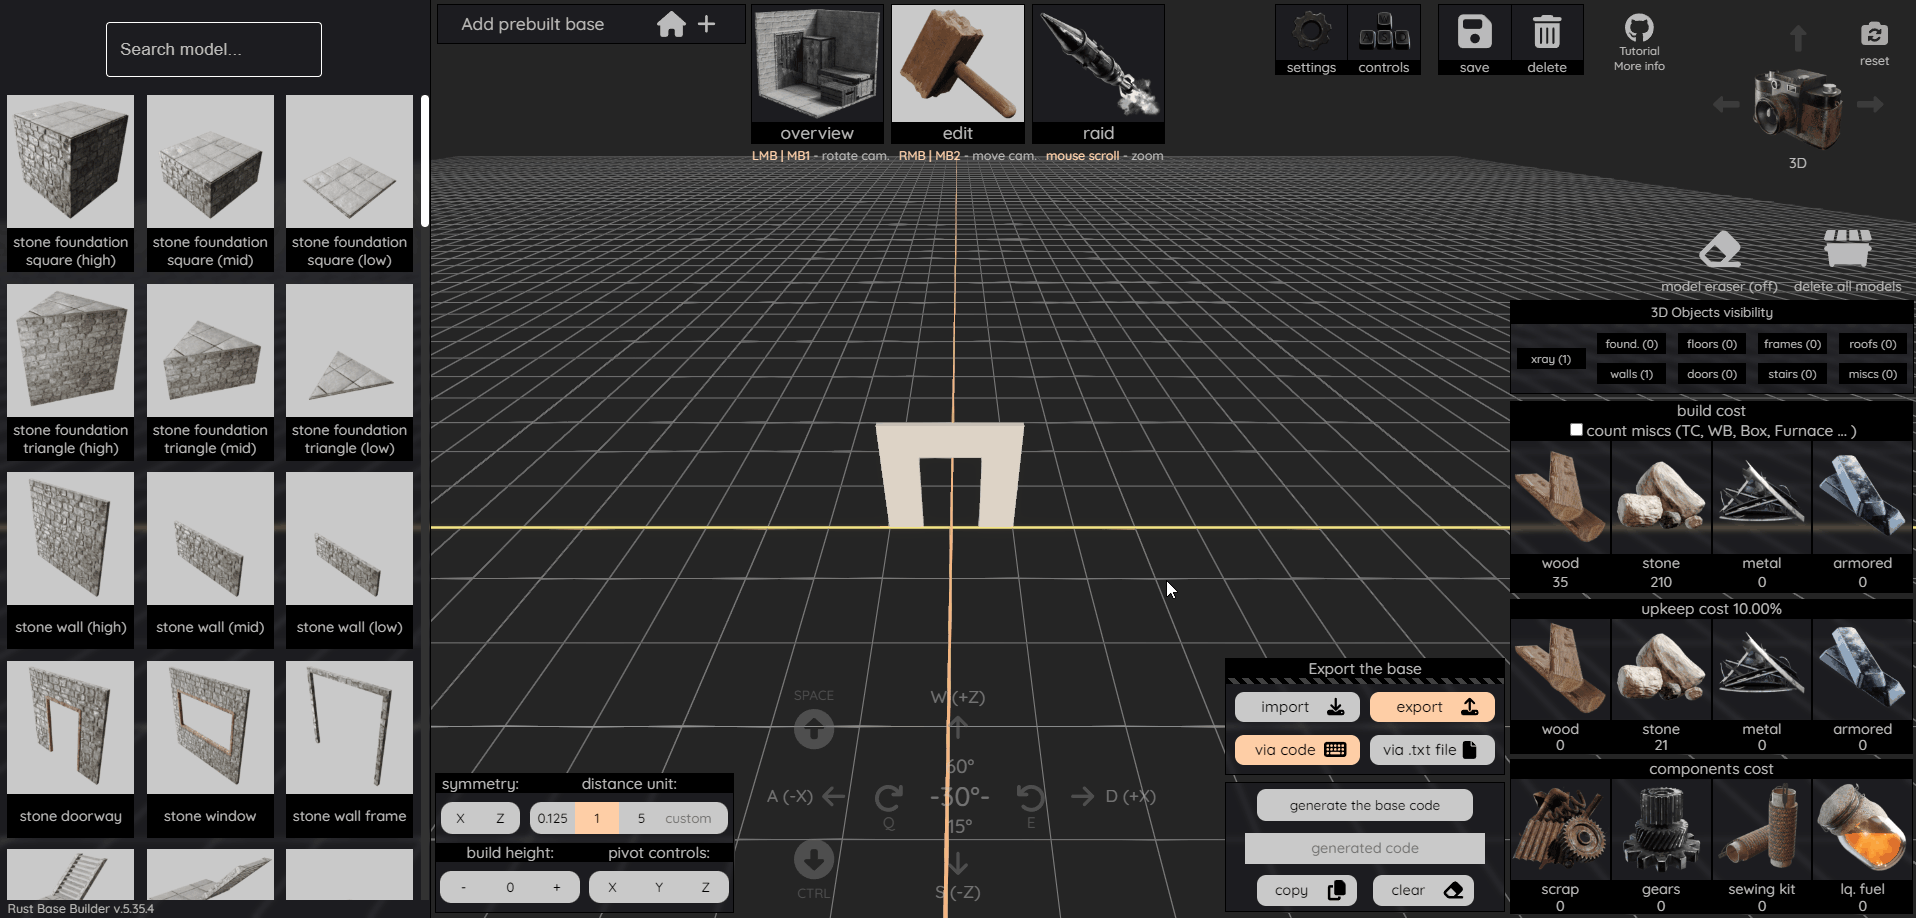 Search model...
stone foundation
square (high)
stone foundation
square (mid)
stone foundation
square (low)
stone foundation
triangle (high)
stone foundation
triangle (mid)
stone foundation
triangle (low)
stone wall (high)
stone wall (mid)
stone wall (low)
stone doorway
stone window
stone wall frame
Rust Base Builder v.5.35.4
Add prebuilt base
overview
edit
raid
LMB | MB1 - rotate cam. RMB | MB2 - move cam. mouse scroll - zoom
settings
controls
save
delete
Tutorial
More info
reset
3D
model eraser (off)
delete all models
3D Objects visibility
xray (1)
found. (0)
floors (0)
frames (0)
roofs (0)
walls (1)
doors (0)
stairs (0)
miscs (0)
build cost
count miscs (TC, WB, Box, Furnace ... )
wood
35
stone
210
metal
0
armored
0
upkeep cost 10.00%
wood
0
stone
21
metal
0
armored
0
components cost
scrap
0
gears
0
sewing kit
0
lq. fuel
0
SPACE
W (+Z)
60°
A (-X)
-30°-
D (+X)
Q
15°
E
CTRL
S (-Z)
symmetry:
distance unit:
X Z
0.125 1 5 custom
build height:
pivot controls:
- 0 +
X Y Z
Export the base
import
export
via code
via .txt file
generate the base code
generated code
copy
clear